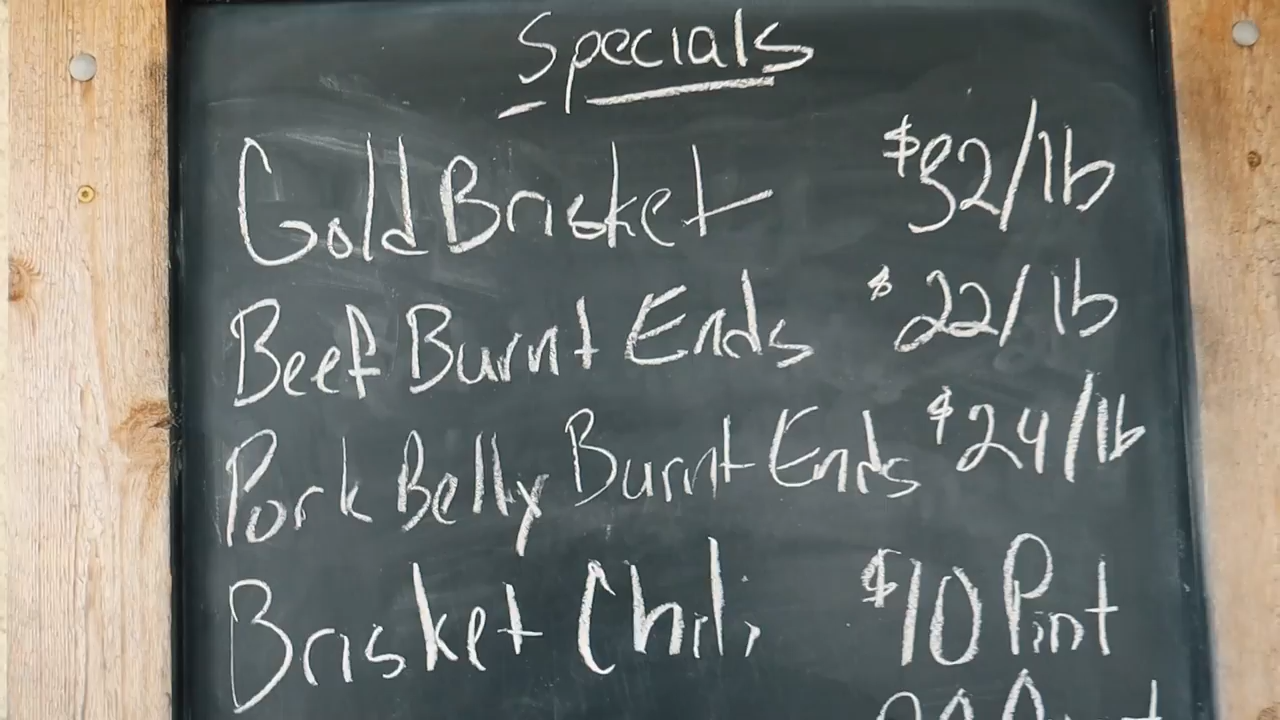 Specials
Gold Brisket $32/lb
Beef Burnt Ends $22/lb
Pork Belly Burnt Ends $24/lb
Brisket Chili $10 Pint